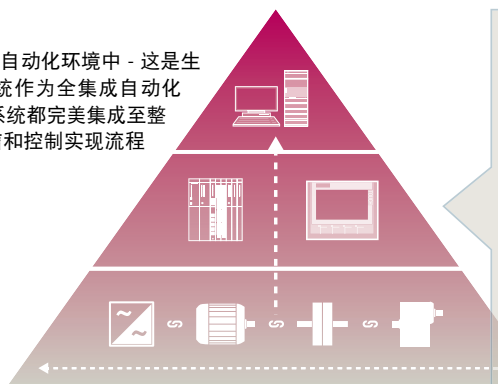 自动化环境中 - 这是生
统作为全集成自动化
系统都完美集成至整
和控制实现流程